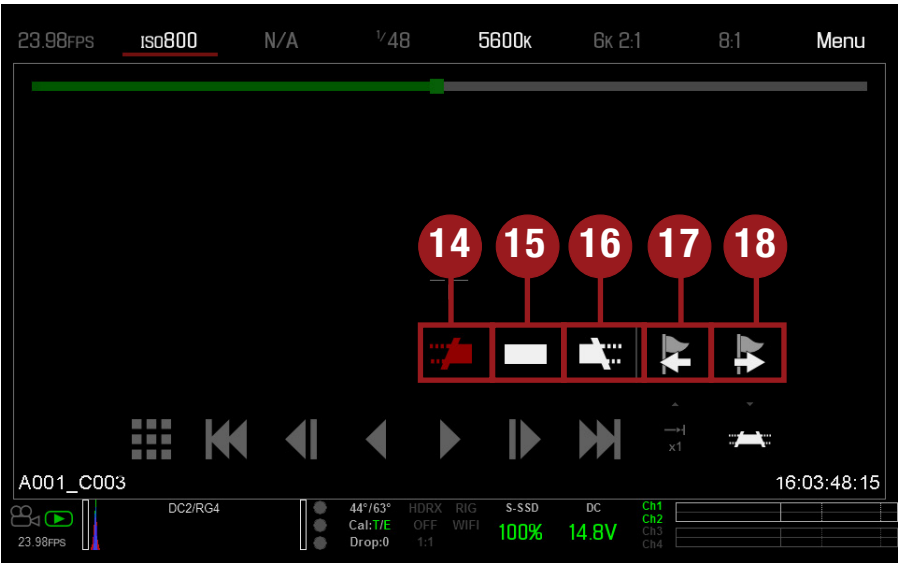 23.98FPS ISO800 N/A 1/48 5600K 6K 2:1 8:1 Menu
14 15 16 17 18
x1
A001_C003 16:03:48:15
DC2/RG4 44°/63° HDRX RIG S-SSD DC Ch1
Cal:T/E OFF WIFI 100% 14.8V Ch2
23.98FPS Drop:0 1:1 Ch3
Ch4